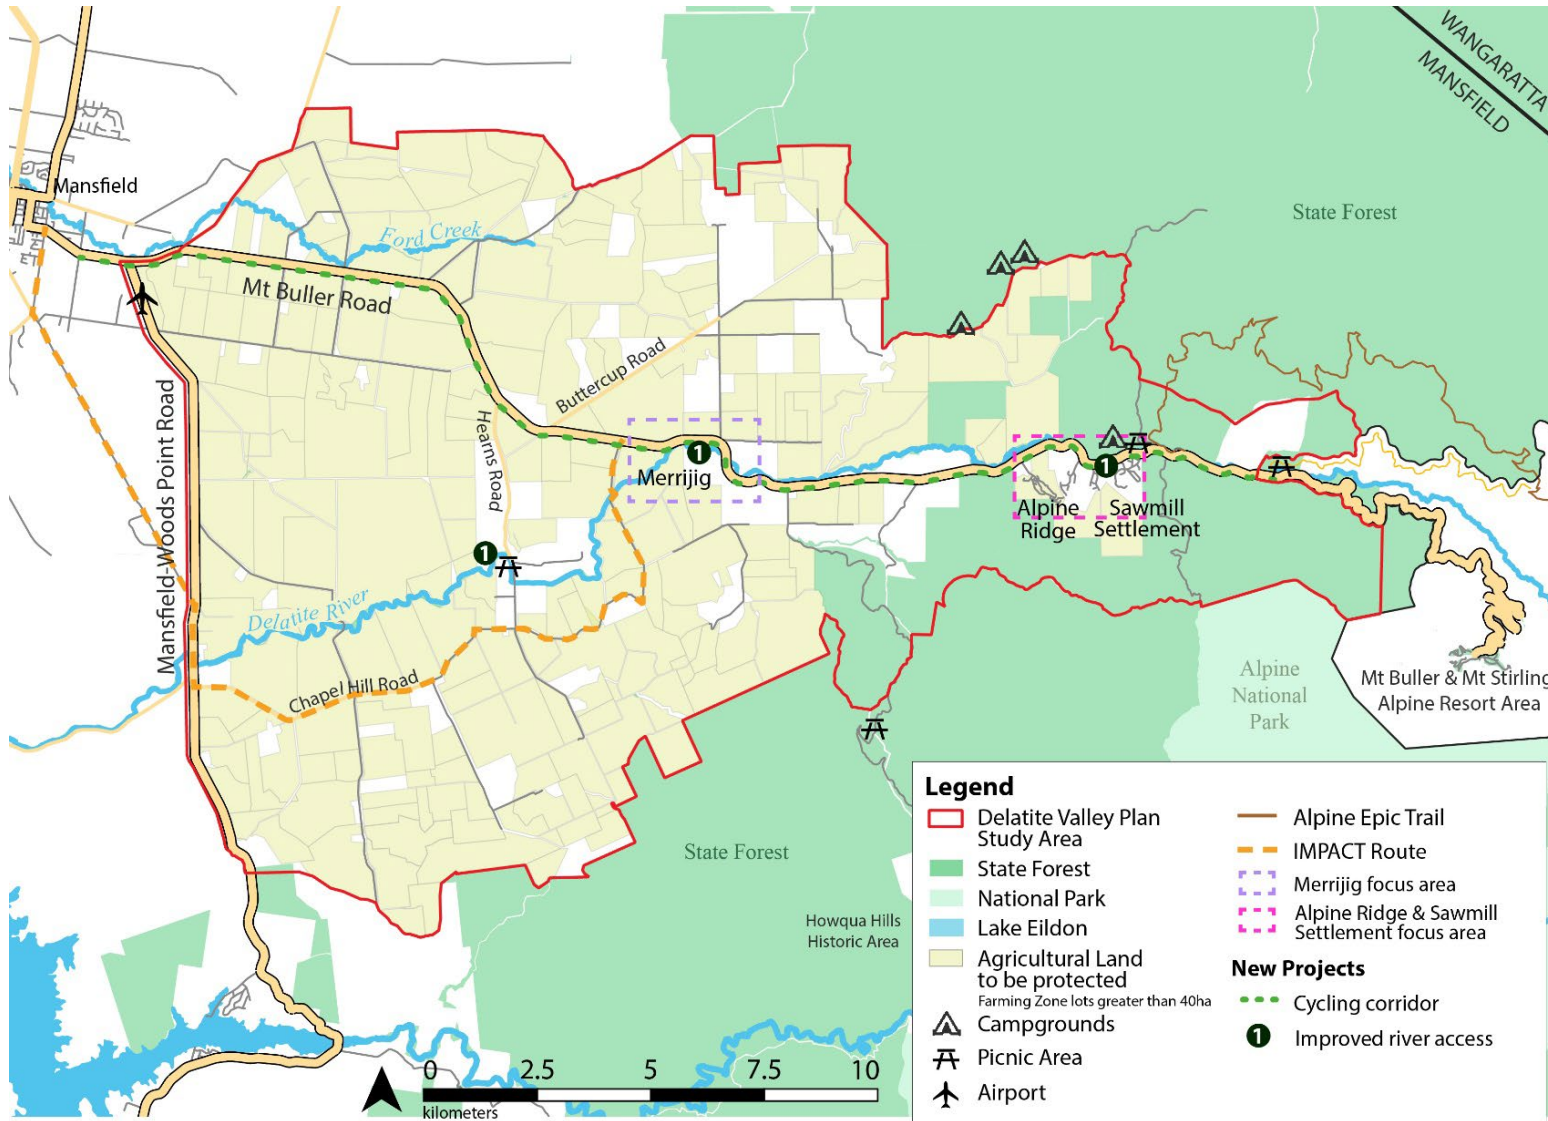 WANGARATTA
MANSFIELD
Mansfield
State Forest
Ford Creek
Mt Buller Road
Buttercup Road
Mansfield-Woods Point Road
Hearns Road
1
Merrijig
1
Alpine
Ridge
Sawmill
Settlement
1
Delatite River
Chapel Hill Road
Alpine
National
Park
Mt Buller & Mt Stirling
Alpine Resort Area
State Forest
Howqua Hills
Historic Area
Legend
Delatite Valley Plan
Study Area
State Forest
National Park
Lake Eildon
Agricultural Land
to be protected
Farming Zone lots greater than 40ha
Campgrounds
Picnic Area
Airport
Alpine Epic Trail
IMPACT Route
Merrijig focus area
Alpine Ridge & Sawmill
Settlement focus area
New Projects
Cycling corridor
1 Improved river access
0 2.5 5 7.5 10
kilometers